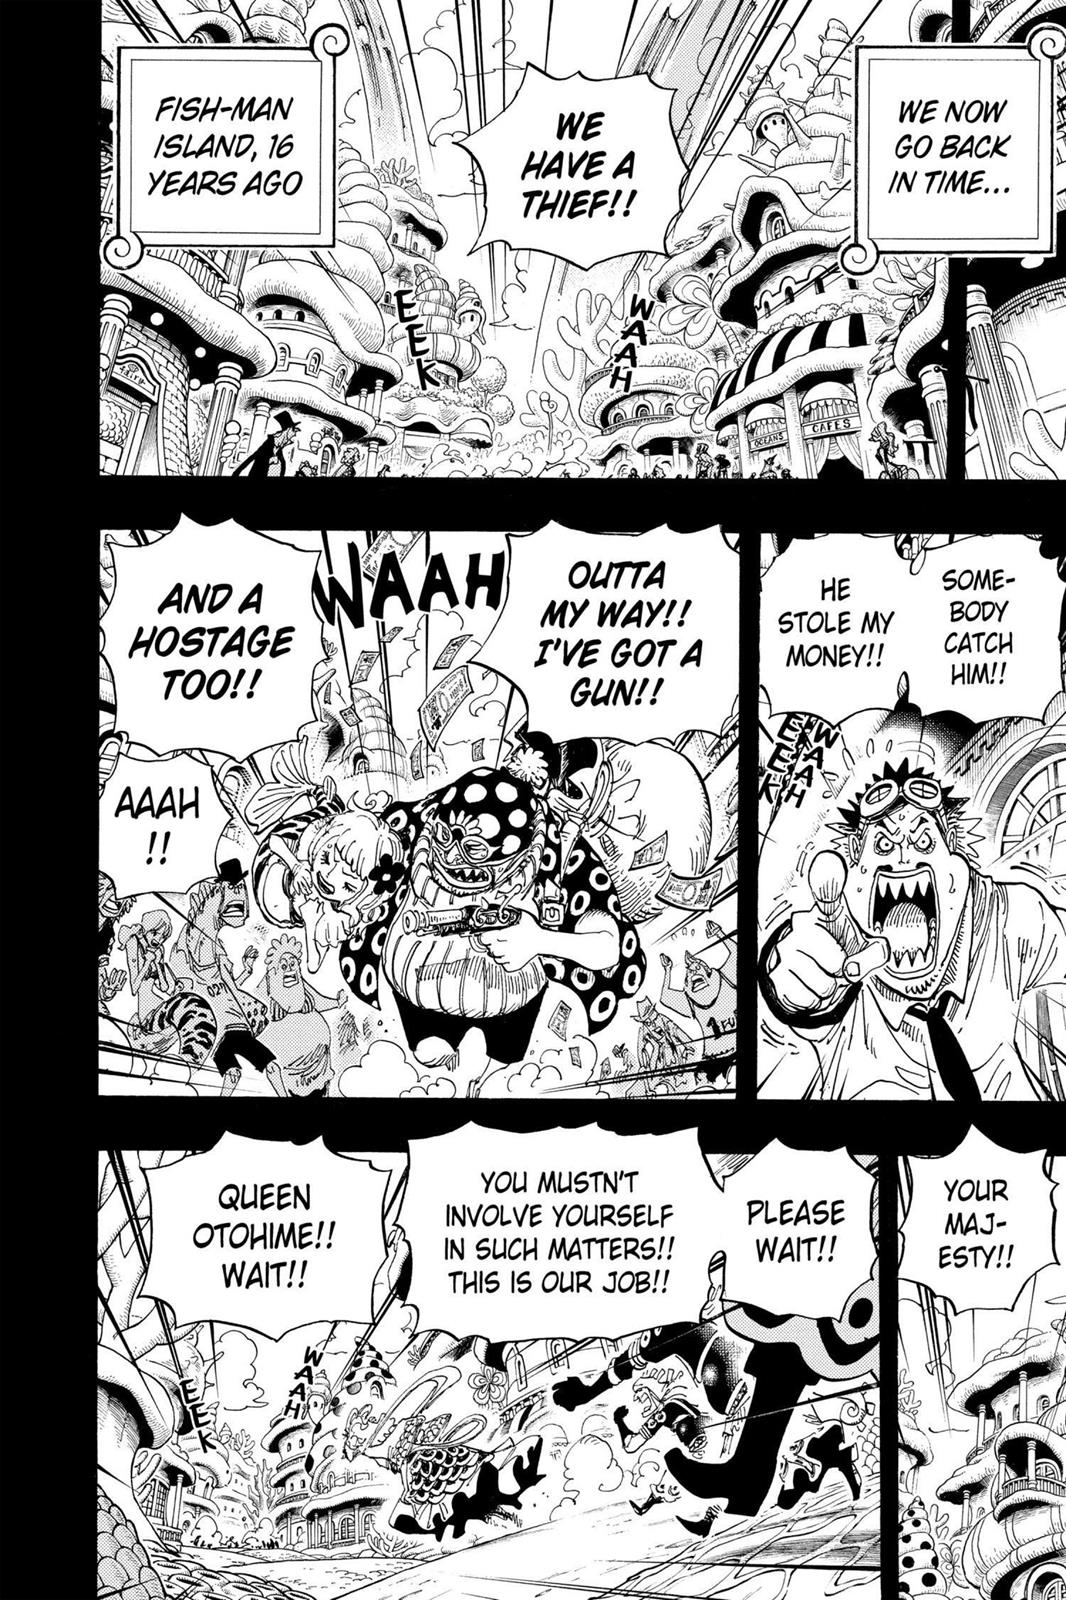 WE NOW
GO BACK
IN TIME...
WE
HAVE A
THIEF!!
FISH-MAN
ISLAND, 16
YEARS AGO
WAAH
EEK
OCEANS
CAFES
SOME-
BODY
CATCH
HIM!!
HE
STOLE MY
MONEY!!
WAAH
EEEK
OUTTA
MY WAY!!
I'VE GOT A
GUN!!
WAAH
AND A
HOSTAGE
TOO!!
AAAH
!!
YOUR
MAJ-
ESTY!!
PLEASE
WAIT!!
YOU MUSTN'T
INVOLVE YOURSELF
IN SUCH MATTERS!!
THIS IS OUR JOB!!
QUEEN
OTOHIME!!
WAIT!!
WAAH
EEK